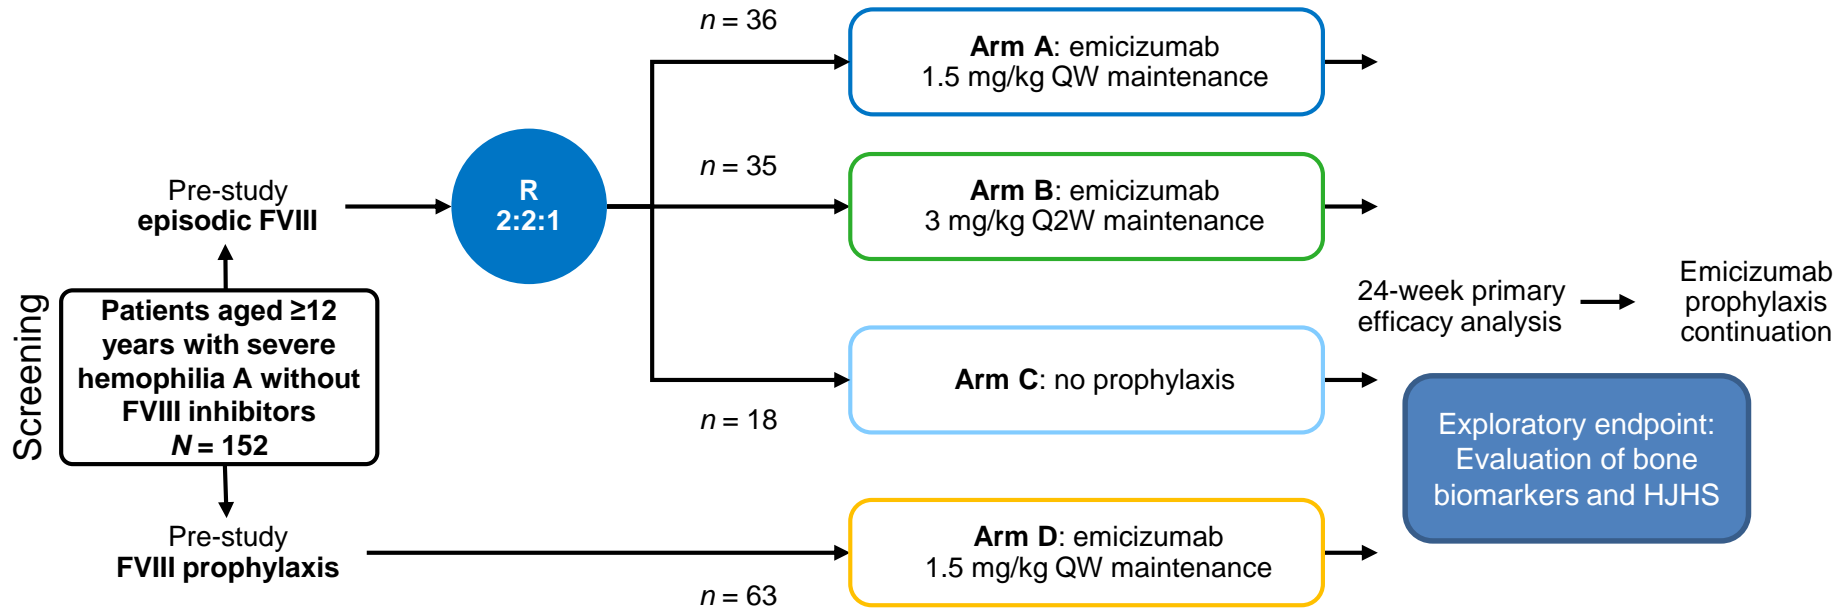 Screening
Patients aged ≥12
years with severe
hemophilia A without
FVIII inhibitors
N = 152
Pre-study
episodic FVIII
Pre-study
FVIII prophylaxis
R
2:2:1
n = 36
Arm A: emicizumab
1.5 mg/kg QW maintenance
n = 35
Arm B: emicizumab
3 mg/kg Q2W maintenance
n = 18
Arm C: no prophylaxis
n = 63
Arm D: emicizumab
1.5 mg/kg QW maintenance
24-week primary
efficacy analysis
Emicizumab
prophylaxis
continuation
Exploratory endpoint:
Evaluation of bone
biomarkers and HJHS